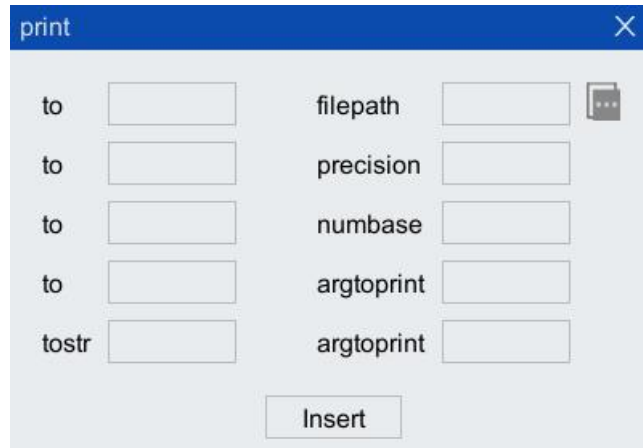 print
to filepath
to precision
to numbase
to argtoprint
tostr argtoprint
Insert